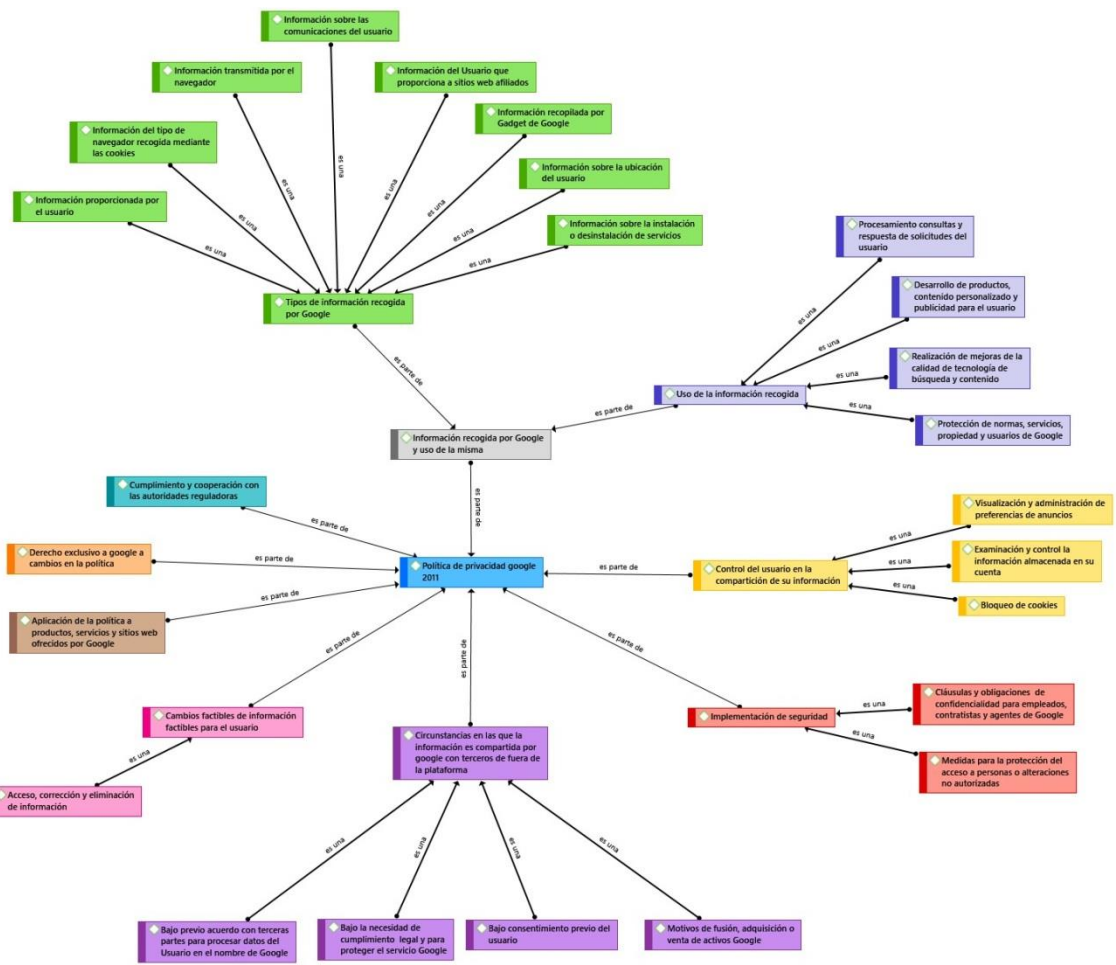 Información sobre las
comunicaciones del usuario
Información transmitida por el
navegador
Información del Usuario que
proporciona a sitios web afiliados
Información del tipo de
navegador recogida mediante
las cookies
Información recopilada por
Gadget de Google
Información proporcionada por
el usuario
Información sobre la ubicación
del usuario
Información sobre la instalación
o desinstalación de servicios
es una
es una
es una
es una
es una
es una
es una
es una
Tipos de información recogida
por Google
es parte de
Procesamiento consultas y
respuesta de solicitudes del
usuario
Desarrollo de productos,
contenido personalizado y
publicidad para el usuario
Realización de mejoras de la
calidad de tecnología de
búsqueda y contenido
Protección de normas, servicios,
propiedad y usuarios de Google
es una
es una
es una
es una
Uso de la información recogida
es parte de
Información recogida por Google
y uso de la misma
es parte de
Cumplimiento y cooperación con
las autoridades reguladoras
es parte de
Derecho exclusivo a google a
cambios en la política
es parte de
Aplicación de la política a
productos, servicios y sitios web
ofrecidos por Google
es parte de
Política de privacidad google
2011
es parte de
Control del usuario en la
compartición de su información
Visualización y administración de
preferencias de anuncios
Examinación y control la
información almacenada en su
cuenta
Bloqueo de cookies
es una
es una
es una
es parte de
Cambios factibles de información
factibles para el usuario
es una
Acceso, corrección y eliminación
de información
es parte de
Circunstancias en las que la
información es compartida por
google con terceros de fuera de
la plataforma
es parte de
Implementación de seguridad
Cláusulas y obligaciones de
confidencialidad para empleados,
contratistas y agentes de Google
Medidas para la protección del
acceso a personas o alteraciones
no autorizadas
es una
es una
es una
es una
es una
es una
Bajo previo acuerdo con terceras
partes para procesar datos del
Usuario en el nombre de Google
Bajo la necesidad de
cumplimiento legal y para
proteger el servicio Google
Bajo consentimiento previo del
usuario
Motivos de fusión, adquisición o
venta de activos Google